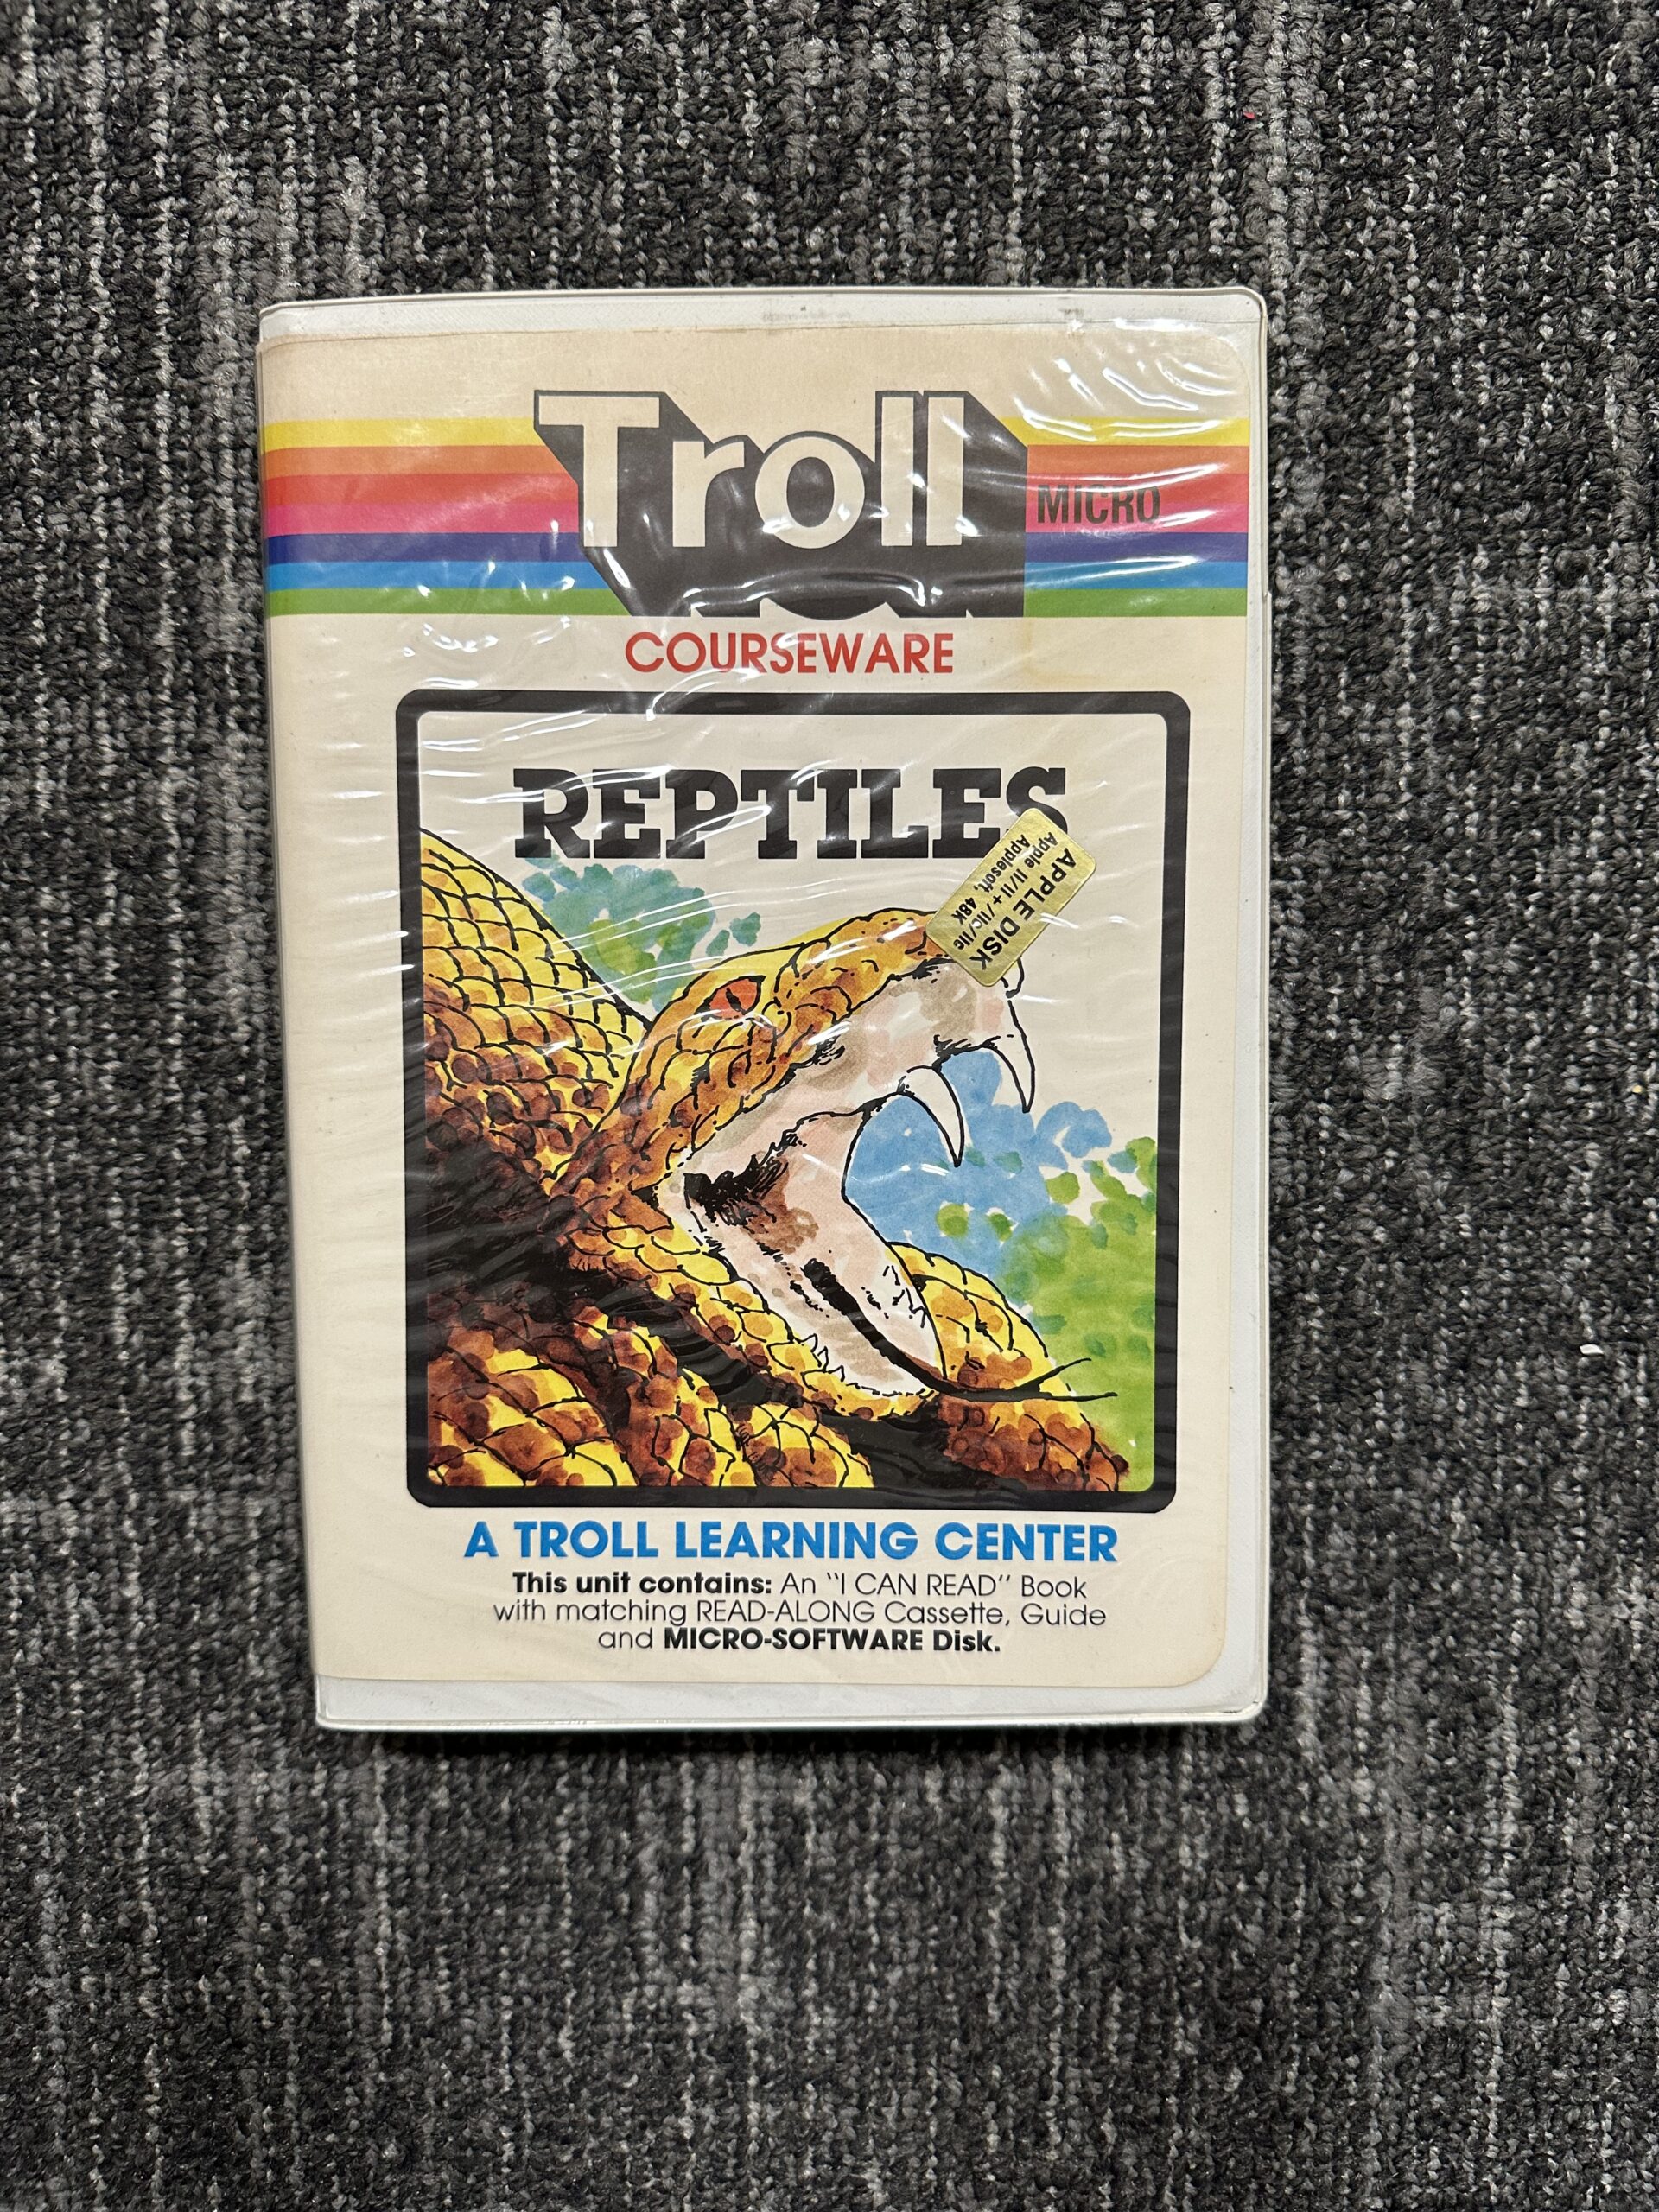 Troll
MICRO
COURSEWARE
REPTILES
APPLE DISK
Apple II/II+/IIc/IIe
Applesoft, 48K
A TROLL LEARNING CENTER
This unit contains: An "I CAN READ" Book
with matching READ-ALONG Cassette, Guide
and MICRO-SOFTWARE Disk.